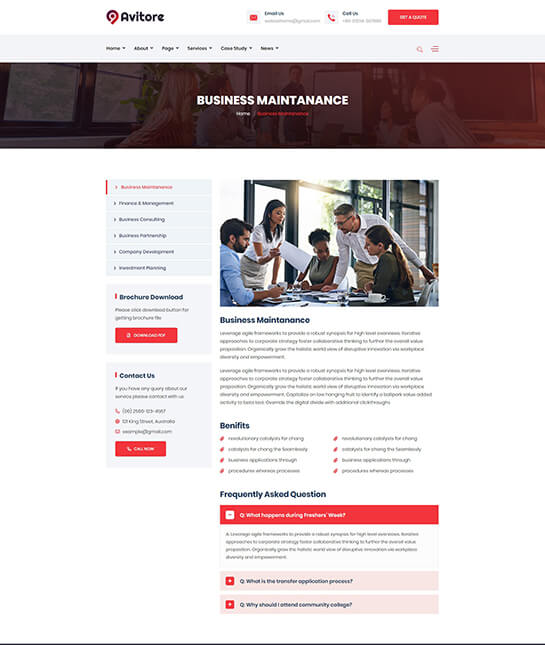 Avitore
Email Us
Call Us
GET A QUOTE
Home
About
Page
Services
Case Study
News
BUSINESS MAINTANANCE
Home
Business Maintanance
Business Maintanance
Finance & Management
Business Consulting
Business Partnership
Company Development
Investment Planning
Brochure Download
Please click download button for
getting brochure file
DOWNLOAD PDF
Contact Us
If you have any query about our
service please contact with us
(06) 2569-123-4567
121 King Street, Australia
example@gmail.com
CALL NOW
Business Maintanance
Leverage agile frameworks to provide a robust synopsis for high level overviews. Iterative
approaches to corporate strategy foster collaborative thinking to further the overall value
proposition. Organically grow the holistic world view of disruptive innovation via workplace
diversity and empowerment.
Leverage agile frameworks to provide a robust synopsis for high level overviews. Iterative
approaches to corporate strategy foster collaborative thinking to further the overall value
proposition. Organically grow the holistic world view of disruptive innovation via workplace
diversity and empowerment. Capitalize on low hanging fruit to identify a ballpark value added
activity to beta test. Override the digital divide with additional clickthroughs
Benifits
revolutionary catalysts for chang
revolutionary catalysts for chang
catalysts for chang the Seamlessly
catalysts for chang the Seamlessly
business applications through
business applications through
procedures whereas processes
procedures whereas processes
Frequently Asked Question
Q: What happens during Freshers' Week?
A: Leverage agile frameworks to provide a robust synopsis for high level overviews. Iterative
approaches to corporate strategy foster collaborative thinking to further the overall value
proposition. Organically grow the holistic world view of disruptive innovation via workplace
diversity and empowerment.
Q: What is the transfer application process?
Q: Why should I attend community college?